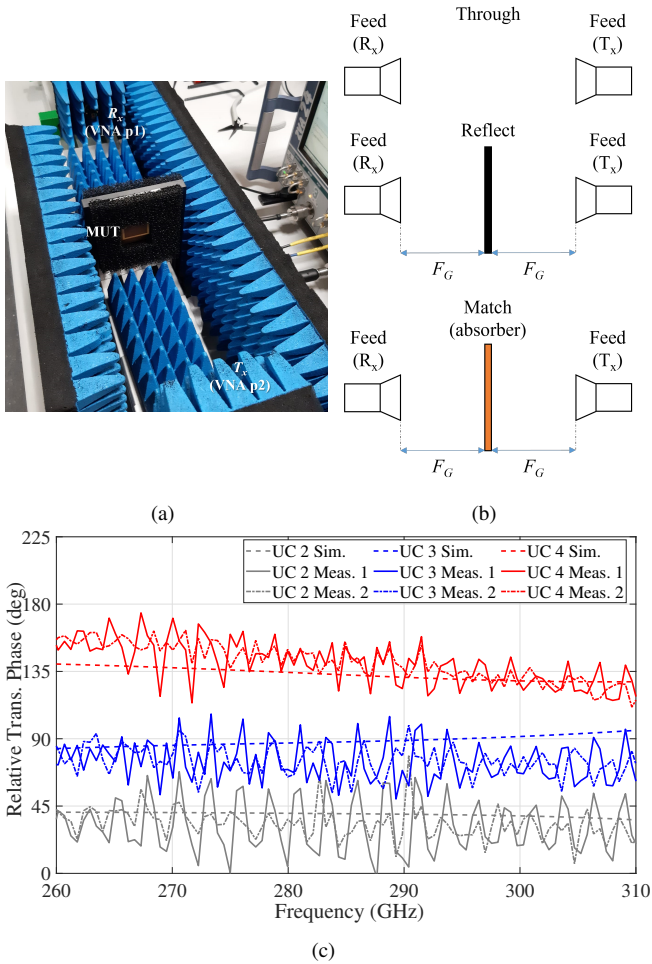 Rx
(VNA p1)
MUT
Tx
(VNA p2)
(a)
Through
Feed
(Rx)
Feed
(Tx)
Reflect
Feed
(Rx)
Feed
(Tx)
FG
FG
Match
(absorber)
Feed
(Rx)
Feed
(Tx)
FG
FG
(b)
Relative Trans. Phase (deg)
225
180
135
90
45
0
UC 2 Sim.
UC 3 Sim.
UC 4 Sim.
UC 2 Meas. 1
UC 3 Meas. 1
UC 4 Meas. 1
UC 2 Meas. 2
UC 3 Meas. 2
UC 4 Meas. 2
260
270
280
290
300
310
Frequency (GHz)
(c)